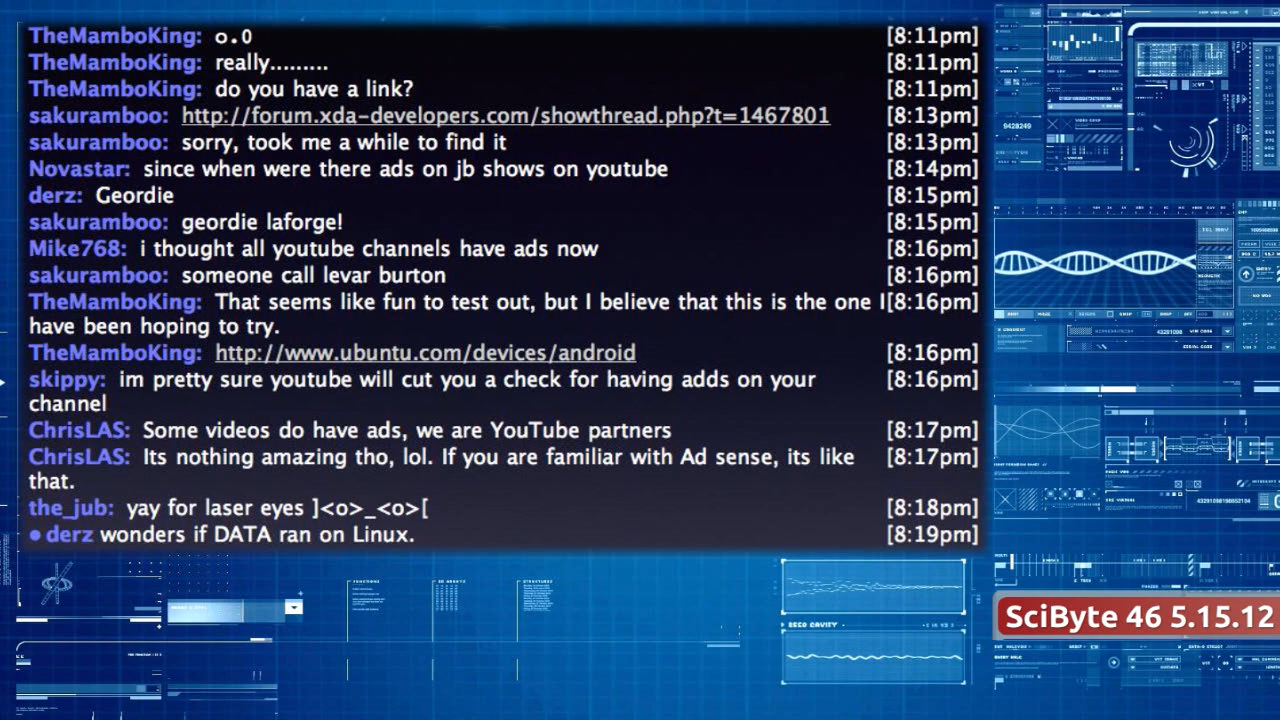 TheMamboKing: o.O [8:11pm]
TheMamboKing: really......... [8:11pm]
TheMamboKing: do you have a link? [8:11pm]
sakuramboo: http://forum.xda-developers.com/showthread.php?t=1467801 [8:13pm]
sakuramboo: sorry, took me a while to find it [8:13pm]
Novastar: since when were there ads on jb shows on youtube [8:14pm]
derz: Geordie [8:15pm]
sakuramboo: geordie laforge! [8:15pm]
Mike768: i thought all youtube channels have ads now [8:16pm]
sakuramboo: someone call levar burton [8:16pm]
TheMamboKing: That seems like fun to test out, but I believe that this is the one I [8:16pm]
have been hoping to try.
TheMamboKing: http://www.ubuntu.com/devices/android [8:16pm]
skippy: im pretty sure youtube will cut you a check for having adds on your [8:16pm]
channel
ChrisLAS: Some videos do have ads, we are YouTube partners [8:17pm]
ChrisLAS: Its nothing amazing tho, lol. If you are familiar with Ad sense, its like [8:17pm]
that.
the_jub: yay for laser eyes ]<o>_<o>[ [8:18pm]
• derz wonders if DATA ran on Linux. [8:19pm]
9428249
SciByte 46 5.15.12